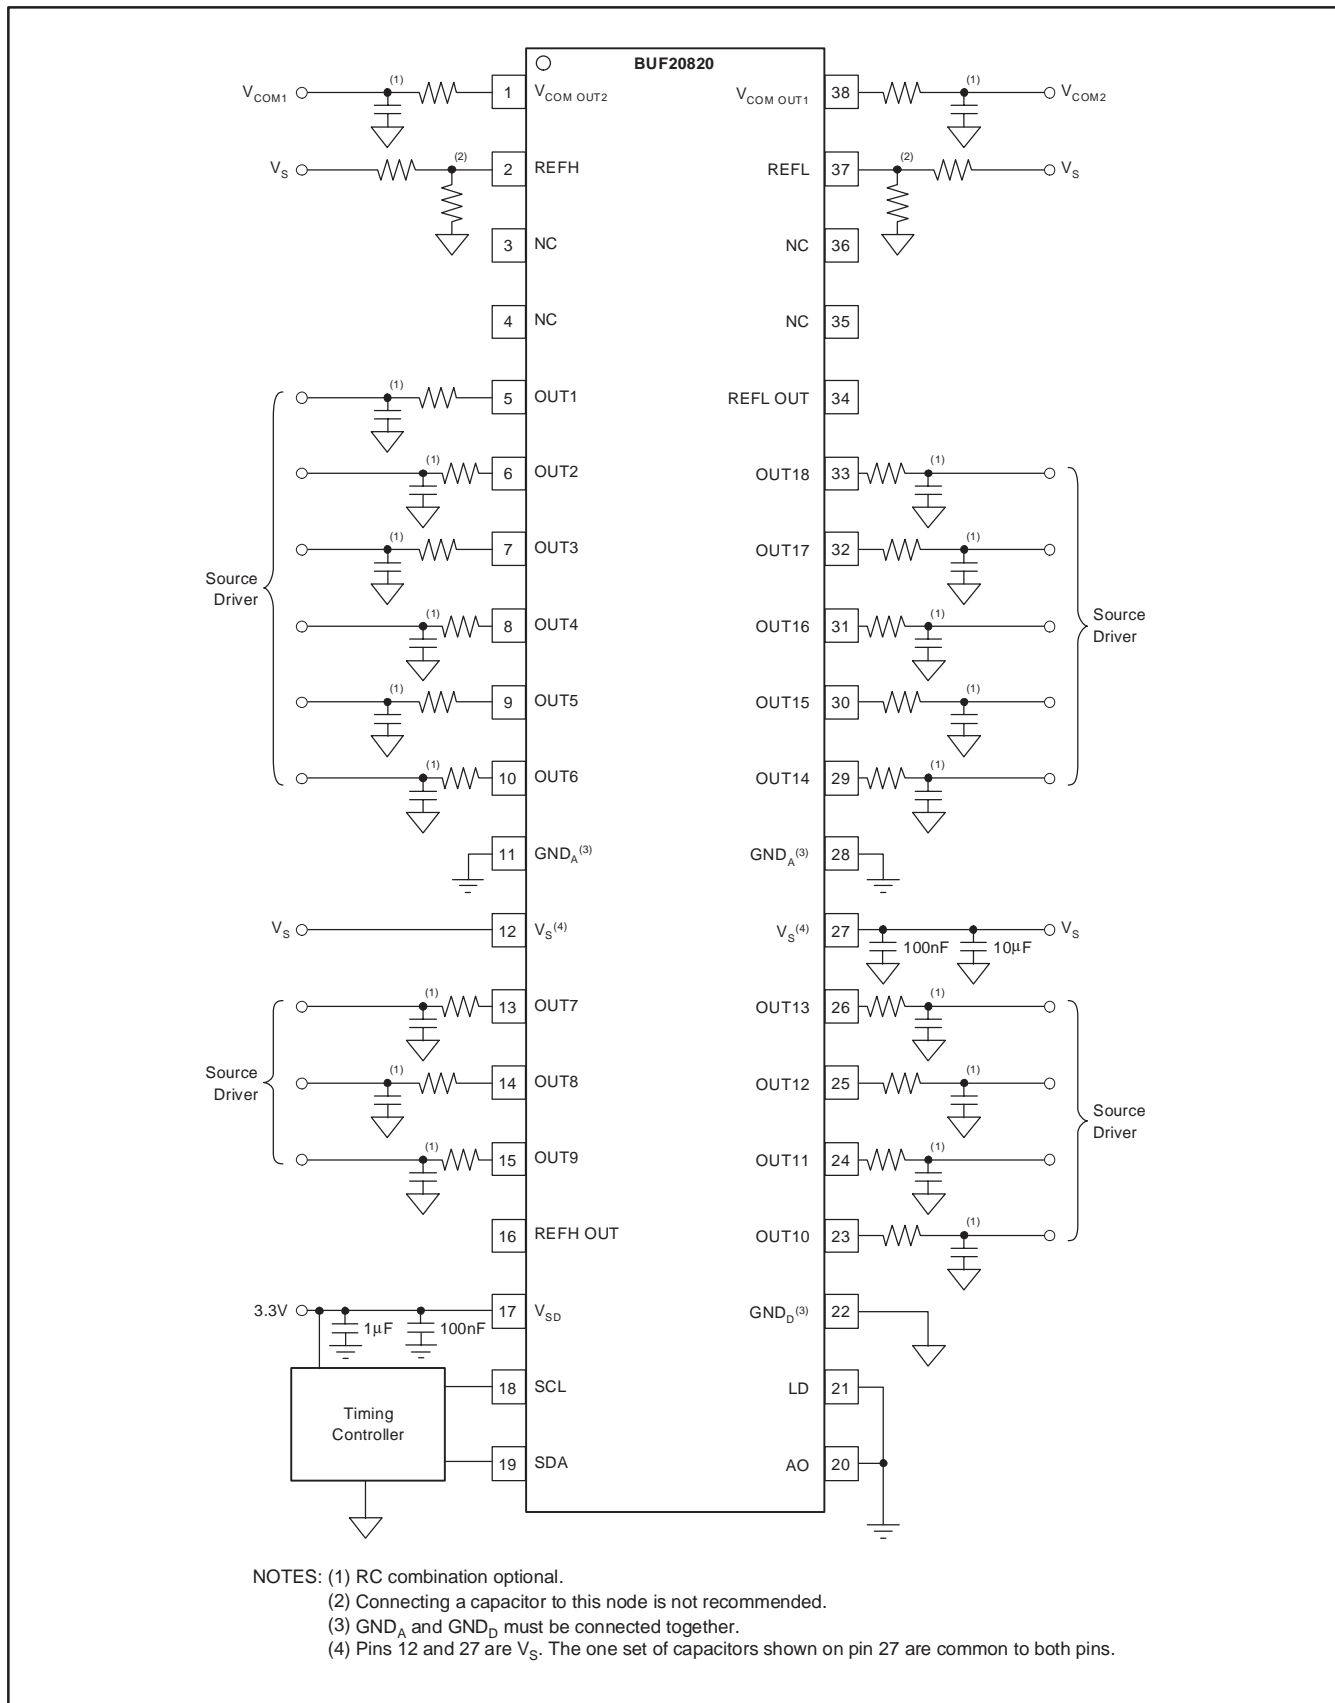 BUF20820
V_COM1 (1) 1 V_COM OUT2 V_COM OUT1 38 (1) V_COM2
V_S (2) 2 REFH REFL 37 (2) V_S
3 NC NC 36
4 NC NC 35
(1) 5 OUT1 REFL OUT 34
(1) 6 OUT2 OUT18 33 (1)
(1) 7 OUT3 OUT17 32 (1)
Source
Driver
(1) 8 OUT4 OUT16 31 (1)
Source
Driver
(1) 9 OUT5 OUT15 30 (1)
(1) 10 OUT6 OUT14 29 (1)
11 GND_A(3) GND_A(3) 28
V_S 12 V_S(4) V_S(4) 27 100nF 10μF V_S
(1) 13 OUT7 OUT13 26 (1)
Source
Driver
(1) 14 OUT8 OUT12 25 (1)
Source
Driver
(1) 15 OUT9 OUT11 24 (1)
16 REFH OUT OUT10 23 (1)
3.3V 1μF 100nF 17 V_SD GND_D(3) 22
18 SCL LD 21
Timing
Controller
19 SDA AO 20
NOTES: (1) RC combination optional.
(2) Connecting a capacitor to this node is not recommended.
(3) GND_A and GND_D must be connected together.
(4) Pins 12 and 27 are V_S. The one set of capacitors shown on pin 27 are common to both pins.